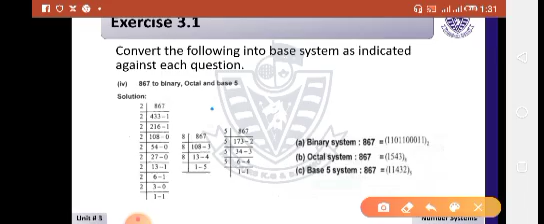 1:31
Exercise 3.1
Convert the following into base system as indicated
against each question.
(iv) 867 to binary, Octal and base 5
Solution:
2 867
2 433-1
2 216-1
2 108-0
2 54-0
2 27-0
2 13-1
2 6-1
2 3-0
1-1
8 867
8 108-3
8 13-4
1-5
5 867
5 173-2
5 34-3
5 6-4
1-1
(a) Binary system : 867 =(1101100011)₂
(b) Octal system : 867 =(1543)₈
(c) Base 5 system : 867 =(11432)₅
Unit # 5
Number Systems